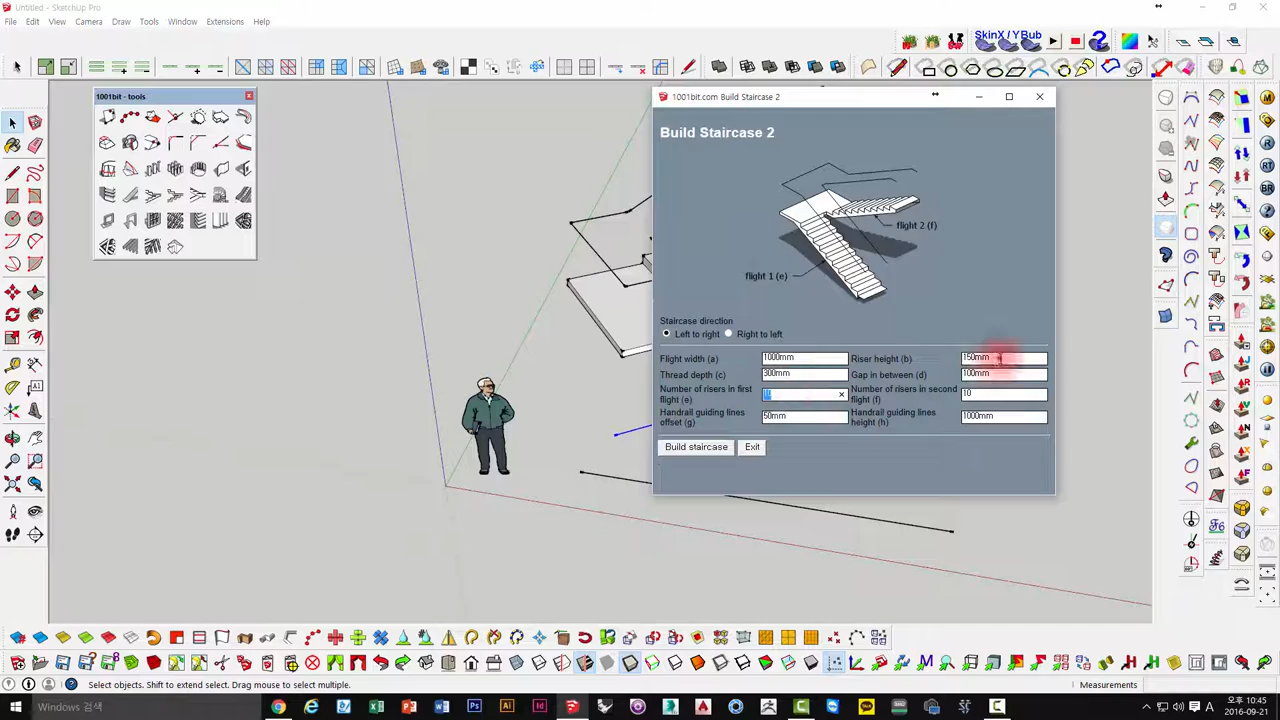 Untitled - SketchUp Pro
File Edit View Camera Draw Tools Window Extensions Help
SkinX / YBub
1001bit - tools
1001bit.com Build Staircase 2
Build Staircase 2
flight 2 (f)
flight 1 (e)
Staircase direction
Left to right Right to left
Flight width (a) 1000mm Riser height (b) 150mm
Thread depth (c) 300mm Gap in between (d) 100mm
Number of risers in first flight (e) 10 Number of risers in second flight (f) 10
Handrail guiding lines offset (g) 50mm Handrail guiding lines height (h) 1000mm
Build staircase Exit
Select objects. Shift to extend select. Drag mouse to select multiple. Measurements
Windows 검색
오후 10:45
2016-09-21